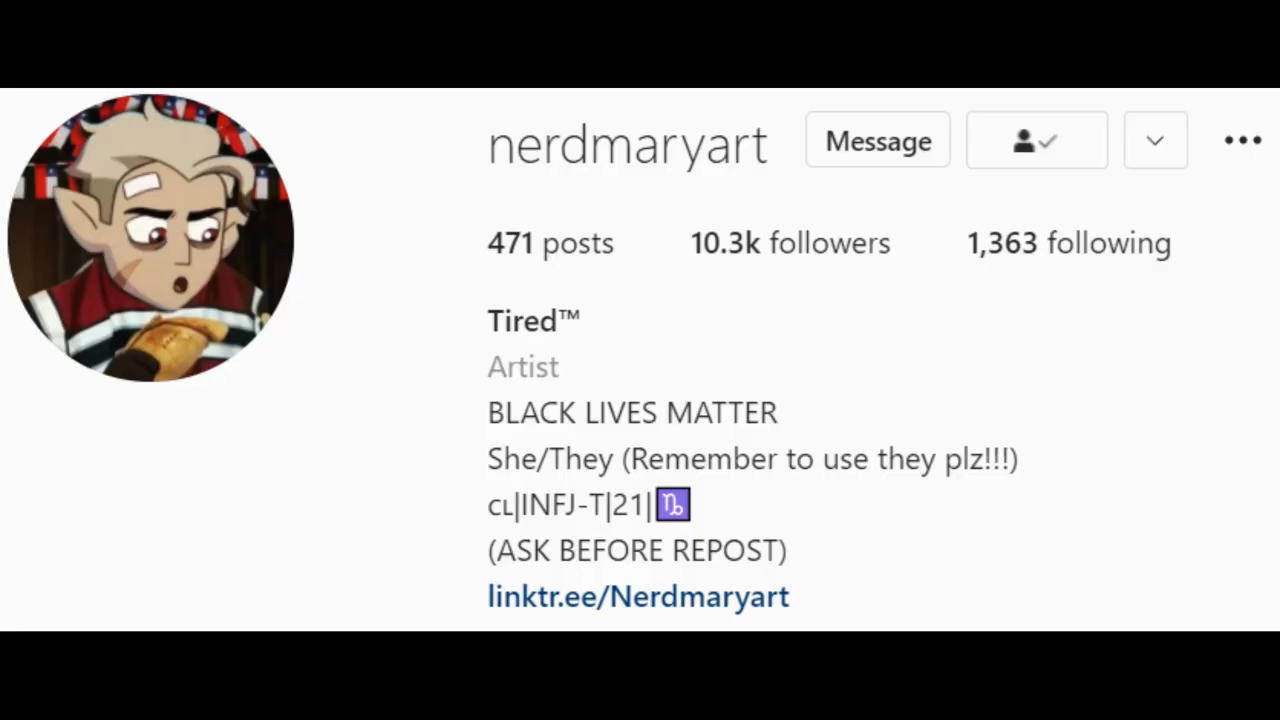 nerdmaryart Message
471 posts 10.3k followers 1,363 following
Tired™
Artist
BLACK LIVES MATTER
She/They (Remember to use they plz!!!)
ᴄʟ|INFJ-T|21|♑
(ASK BEFORE REPOST)
linktr.ee/Nerdmaryart